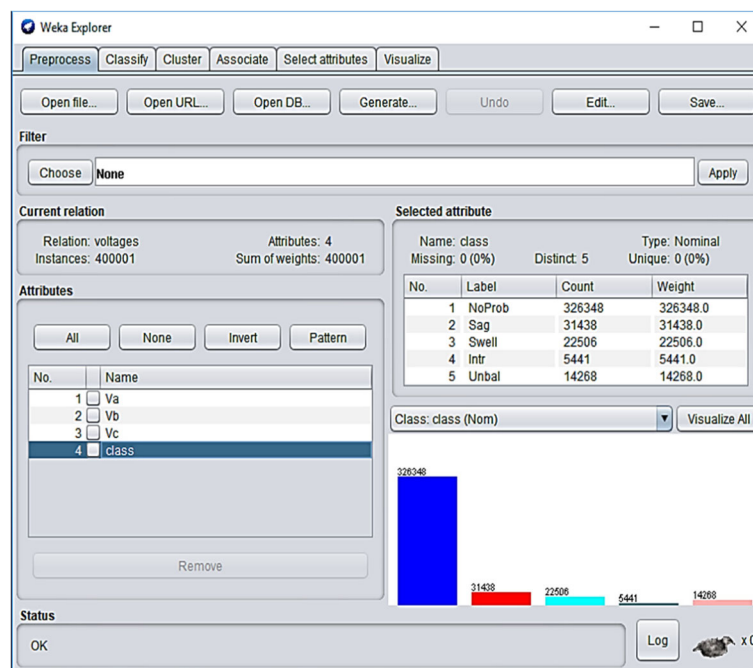 Weka Explorer
Preprocess Classify Cluster Associate Select attributes Visualize
Open file... Open URL... Open DB... Generate... Undo Edit... Save...
Filter
Choose None Apply
Current relation
Relation: voltages Attributes: 4
Instances: 400001 Sum of weights: 400001
Attributes
All None Invert Pattern
No. Name
1 Va
2 Vb
3 Vc
4 class
Remove
Selected attribute
Name: class Type: Nominal
Missing: 0 (0%) Distinct: 5 Unique: 0 (0%)
No. Label Count Weight
1 NoProb 326348 326348.0
2 Sag 31438 31438.0
3 Swell 22506 22506.0
4 Intr 5441 5441.0
5 Unbal 14268 14268.0
Class: class (Nom) Visualize All
326348
31438 22506 5441 14268
Status
OK Log x 0